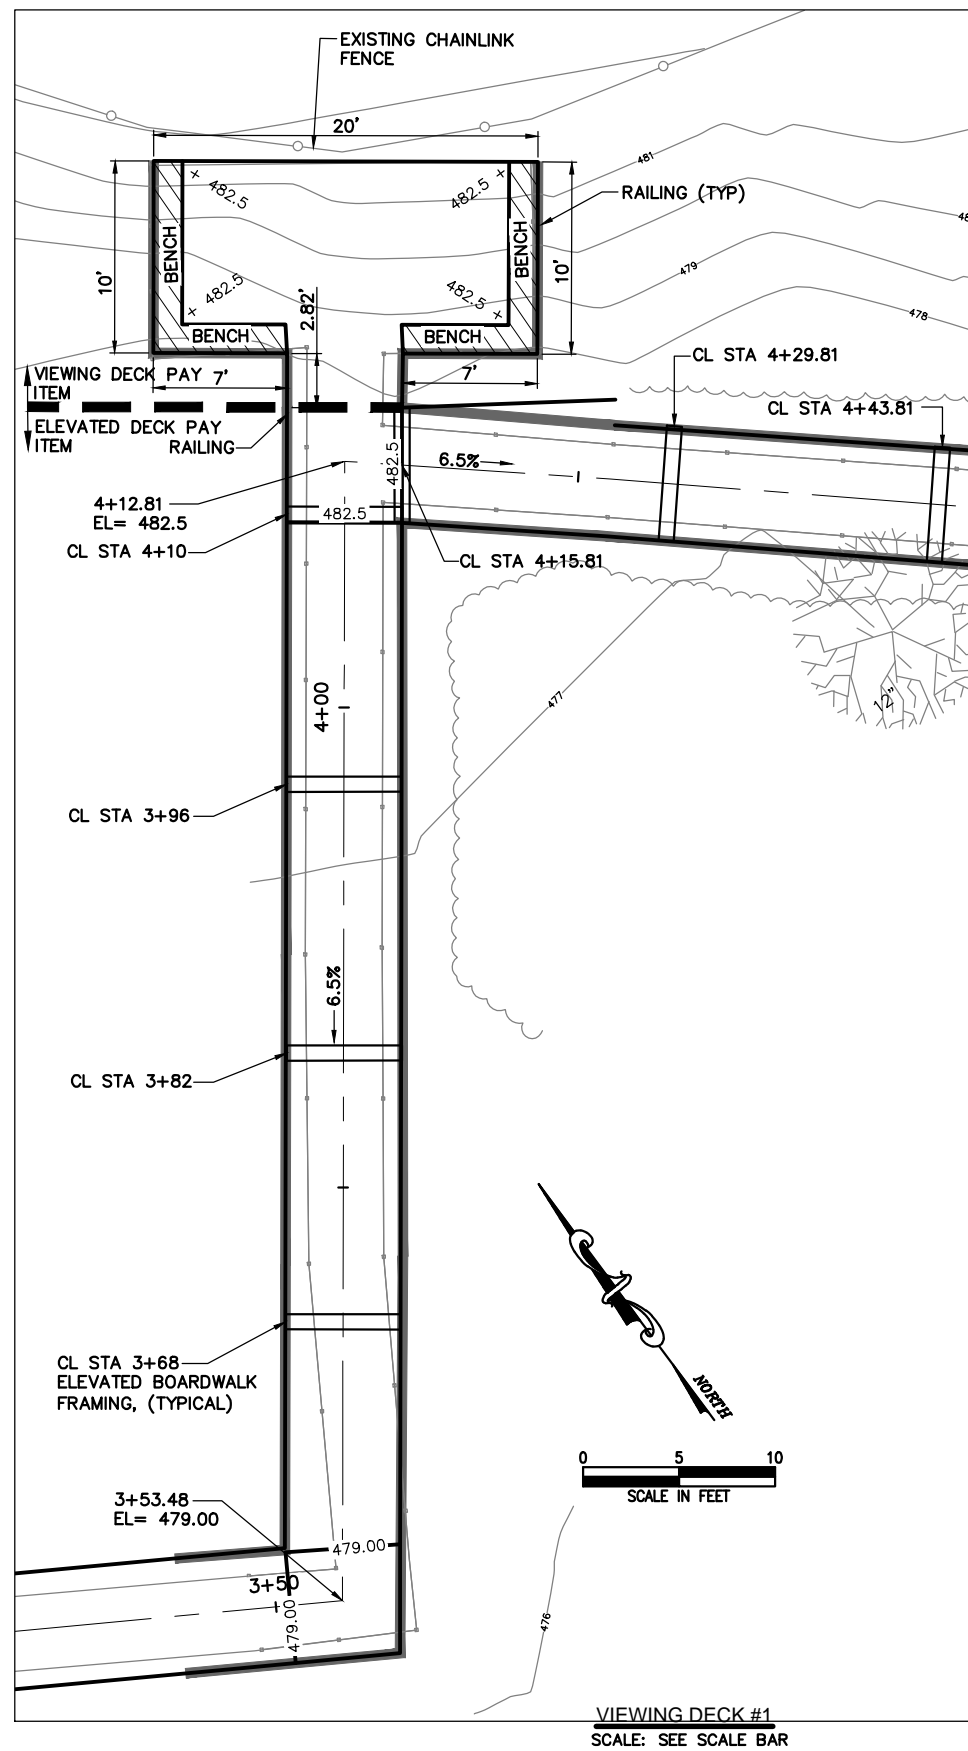 EXISTING CHAINLINK
FENCE
20'
481
482.5
482.5
RAILING (TYP)
BENCH
BENCH
10'
10'
479
482.5
482.5
478
2.82'
BENCH
BENCH
CL STA 4+29.81
VIEWING DECK PAY
ITEM
7'
7'
CL STA 4+43.81
ELEVATED DECK PAY
ITEM
RAILING
482.5
6.5%
4+12.81
EL= 482.5
482.5
CL STA 4+10
CL STA 4+15.81
477
12"
4+00
CL STA 3+96
6.5%
CL STA 3+82
CL STA 3+68
ELEVATED BOARDWALK
FRAMING, (TYPICAL)
NORTH
0 5 10
SCALE IN FEET
3+53.48
EL= 479.00
479.00
3+50
479.00
476
VIEWING DECK #1
SCALE: SEE SCALE BAR